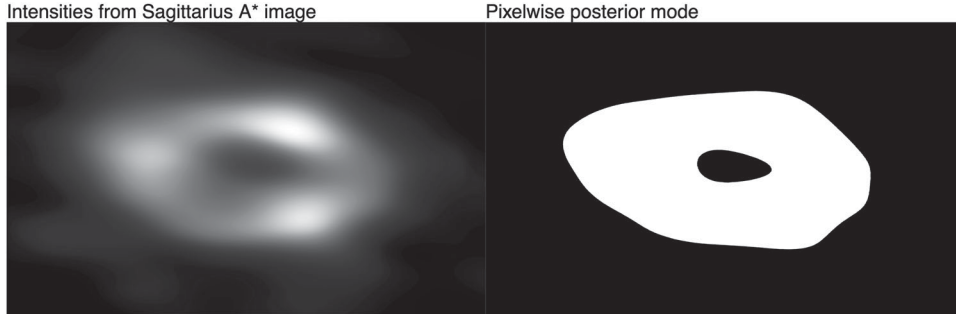 Intensities from Sagittarius A* image
Pixelwise posterior mode